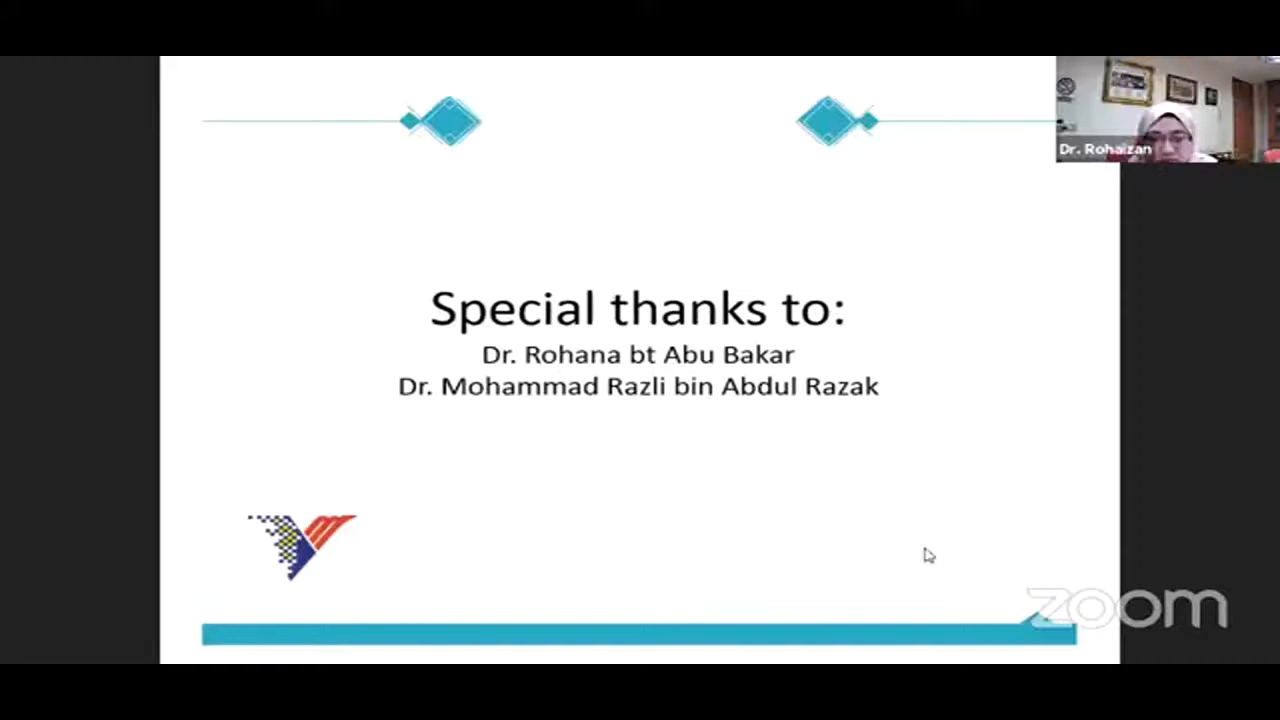 Dr. Rohaizan
Special thanks to:
Dr. Rohana bt Abu Bakar
Dr. Mohammad Razli bin Abdul Razak
zoom